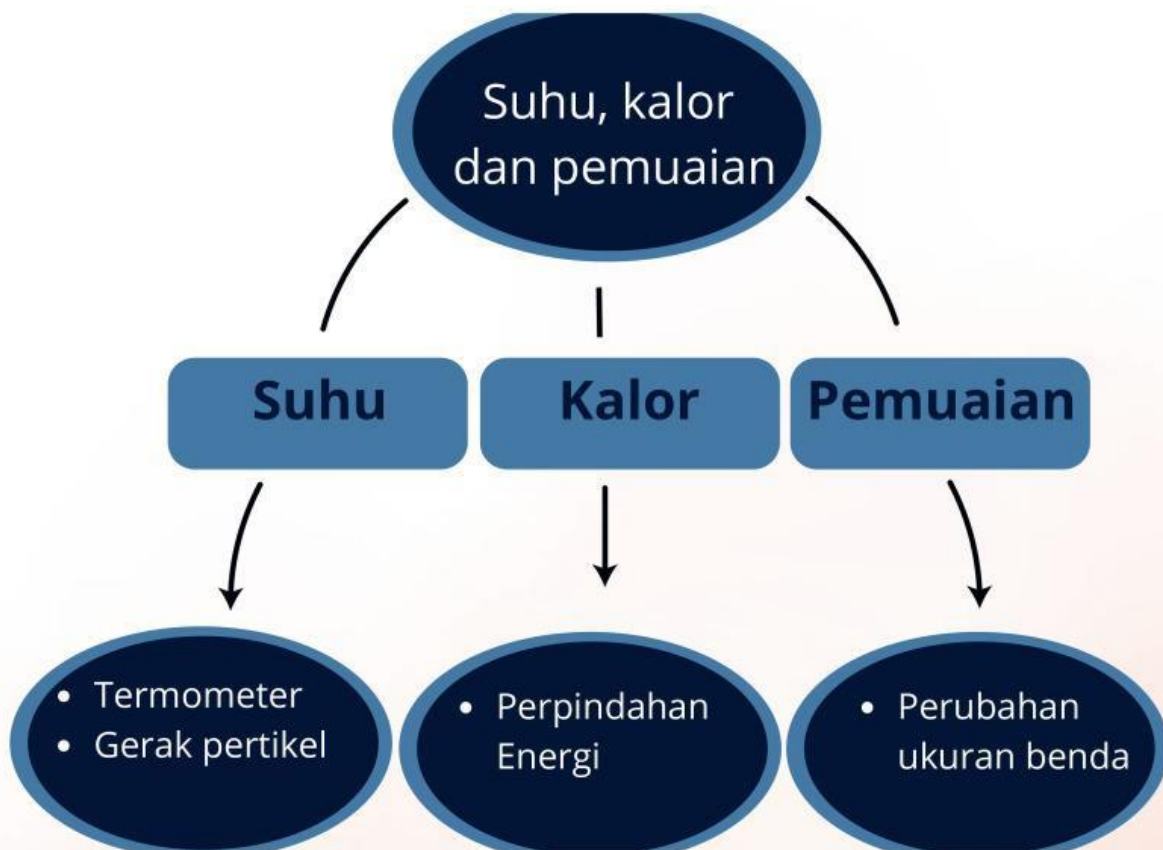 Suhu, kalor
dan pemuaian
Suhu
Kalor
Pemuaian
• Termometer
• Gerak pertikel
• Perpindahan
Energi
• Perubahan
ukuran benda